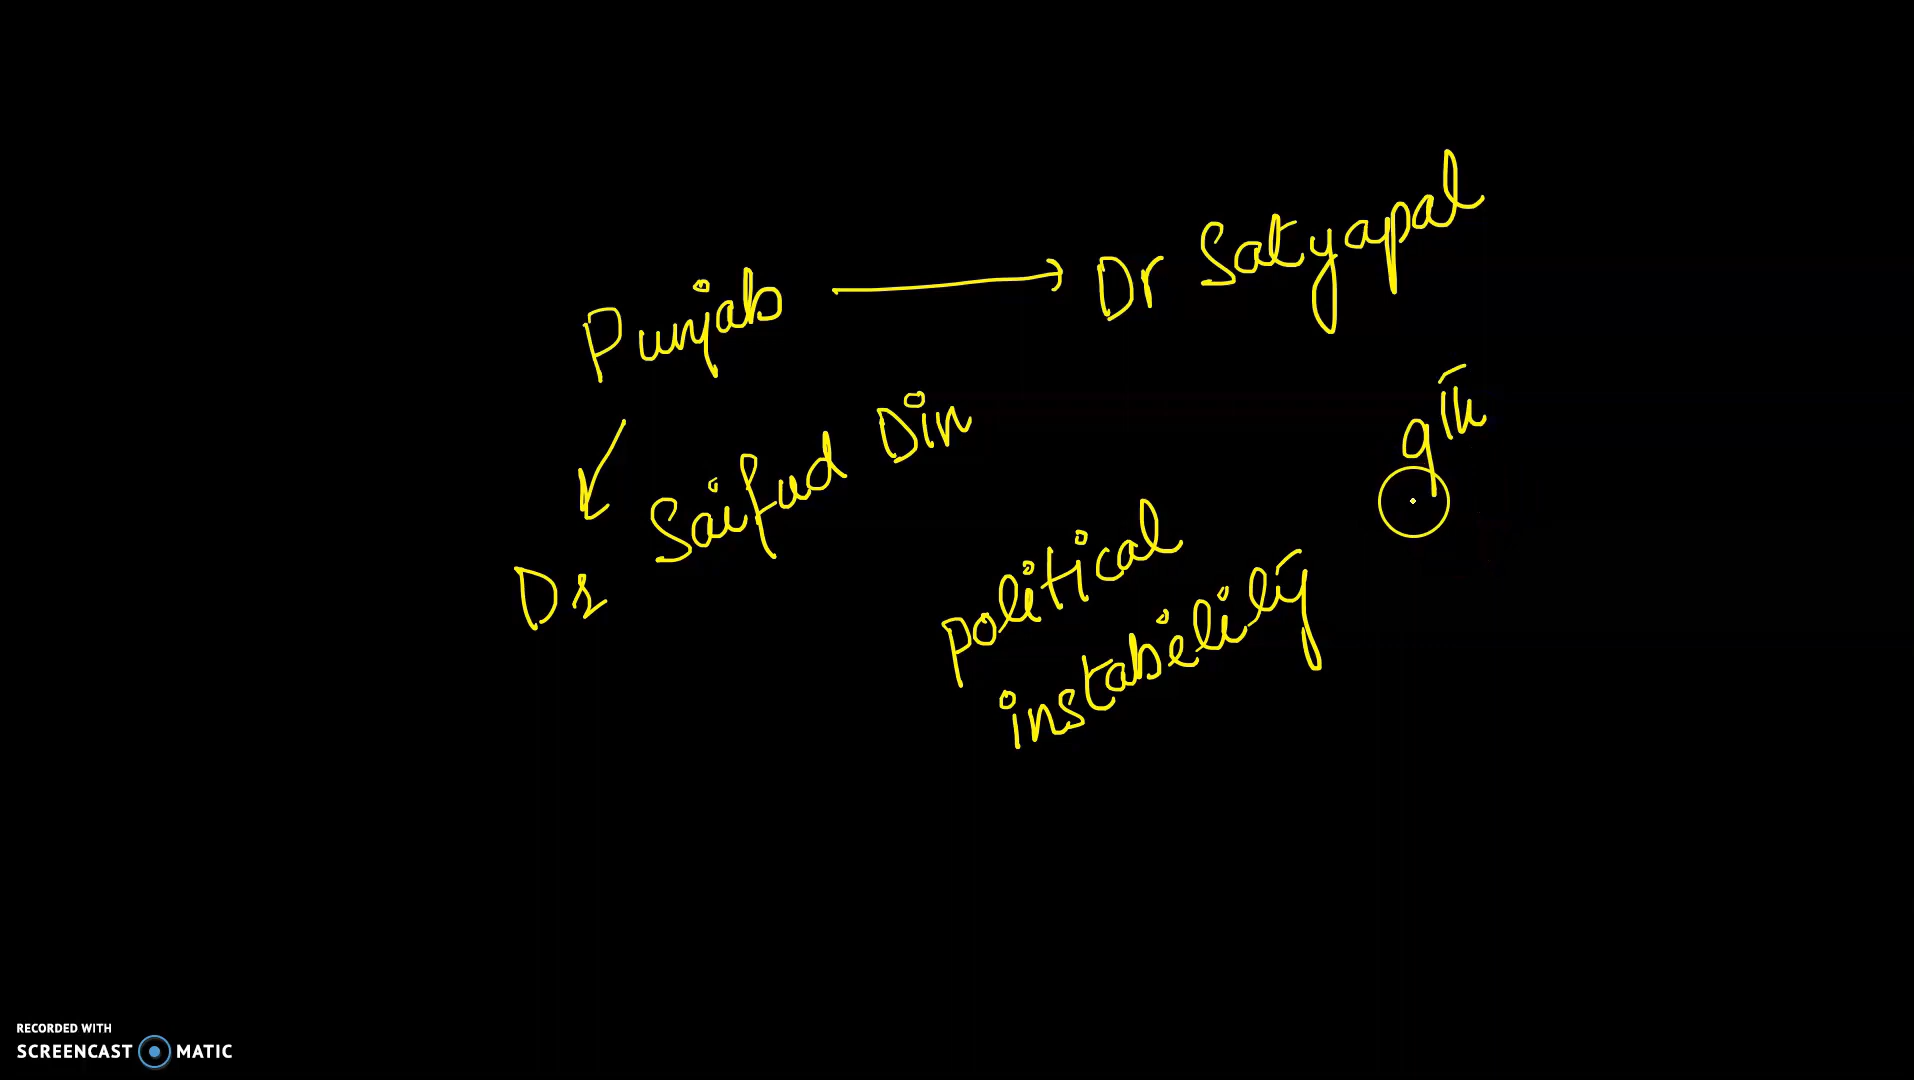 Punjab → Dr Satyapal
Dr Saifud Din
9th
political
instability
RECORDED WITH
SCREENCAST MATIC